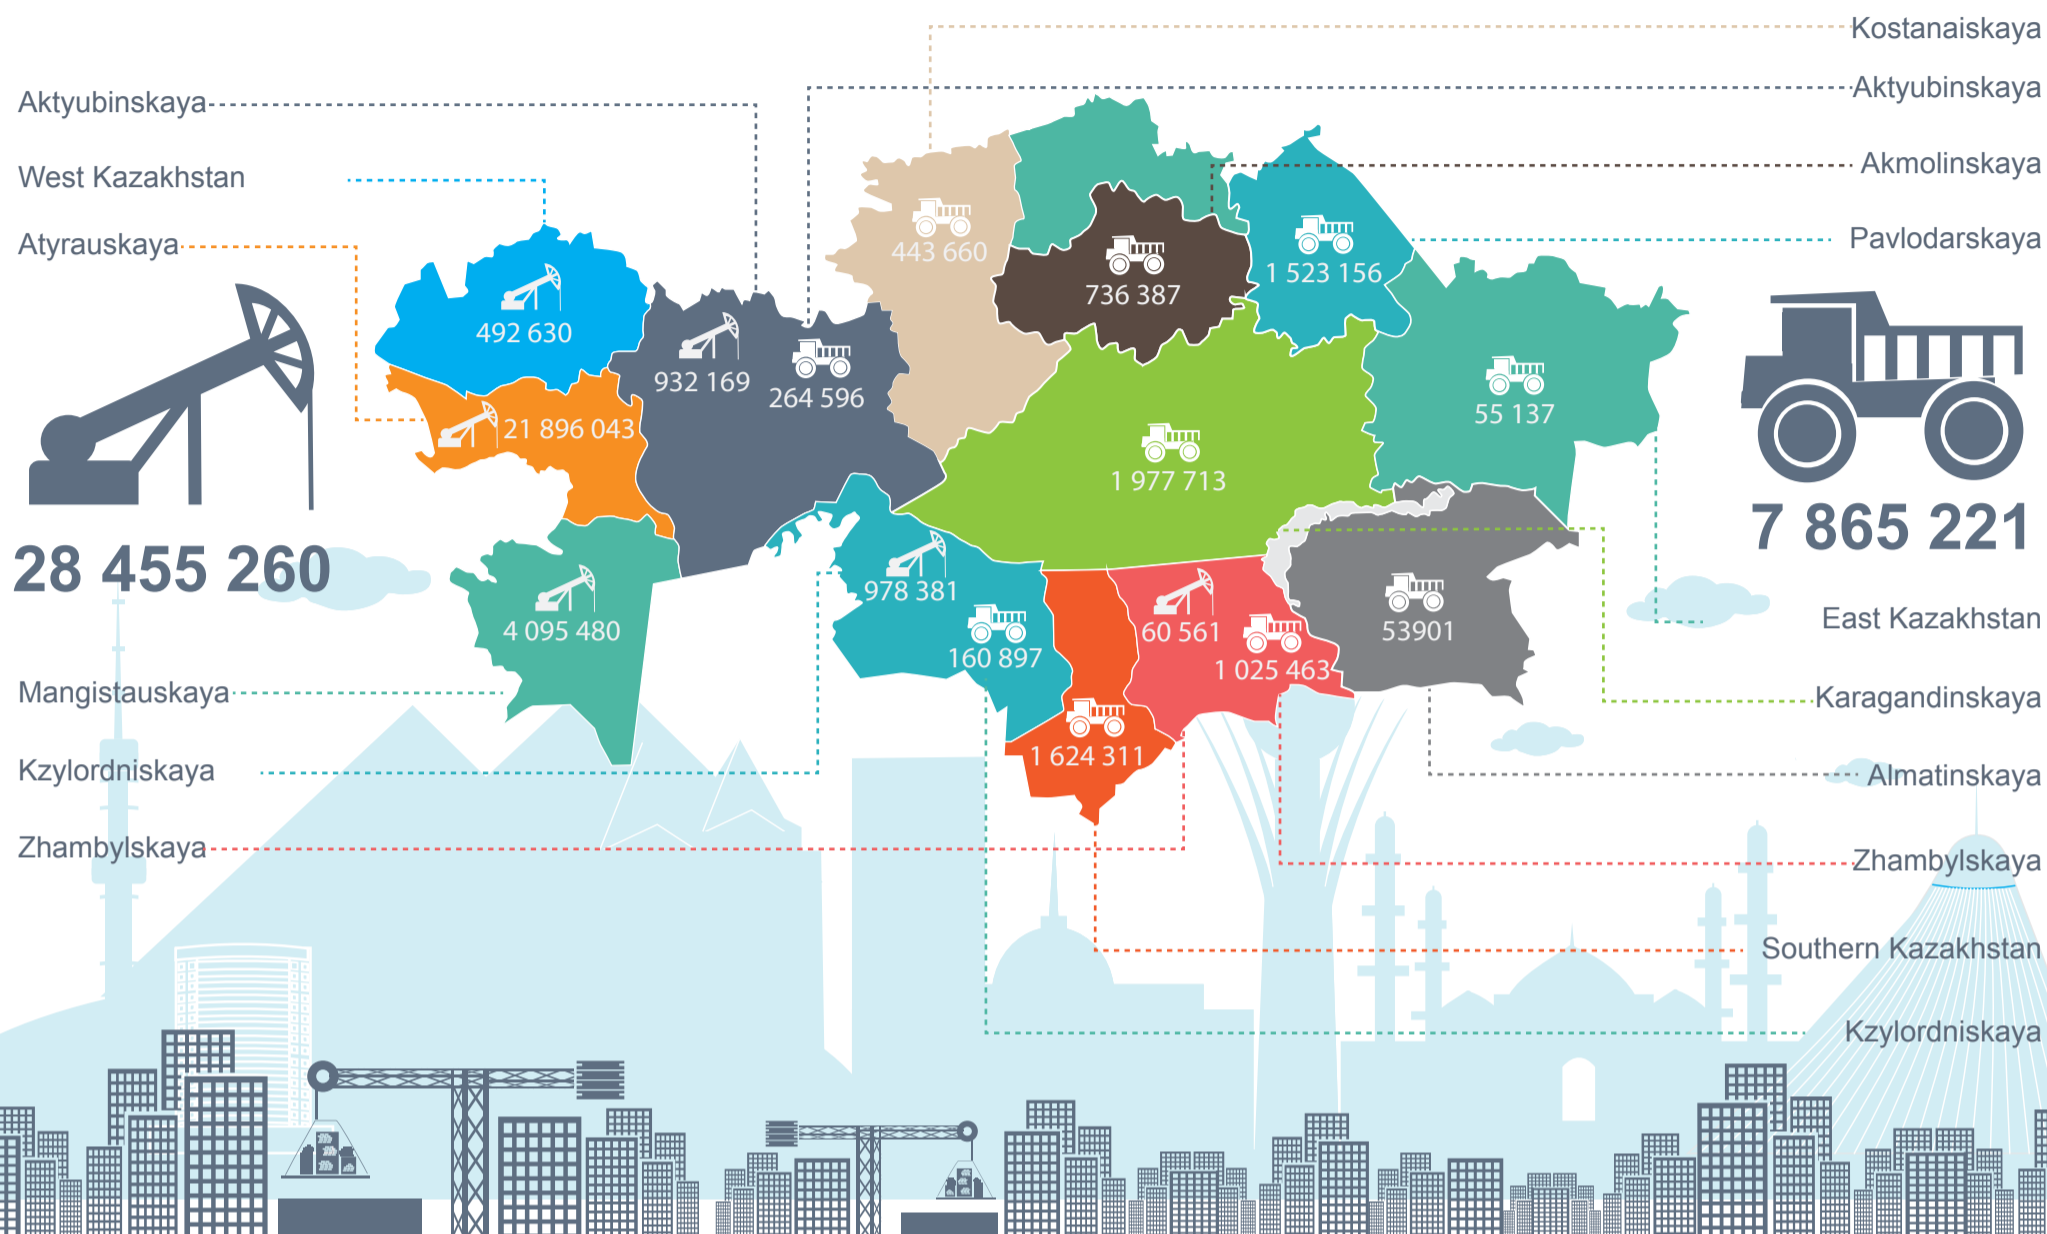 Kostanaiskaya
Aktyubinskaya
Aktyubinskaya
Akmolinskaya
West Kazakhstan
Atyrauskaya
Pavlodarskaya
443 660
736 387
1 523 156
492 630
932 169
264 596
55 137
21 896 043
1 977 713
28 455 260
7 865 221
4 095 480
978 381
160 897
60 561
1 025 463
53901
East Kazakhstan
Mangistauskaya
Karagandinskaya
1 624 311
Kzylordniskaya
Almatinskaya
Zhambylskaya
Zhambylskaya
Southern Kazakhstan
Kzylordniskaya